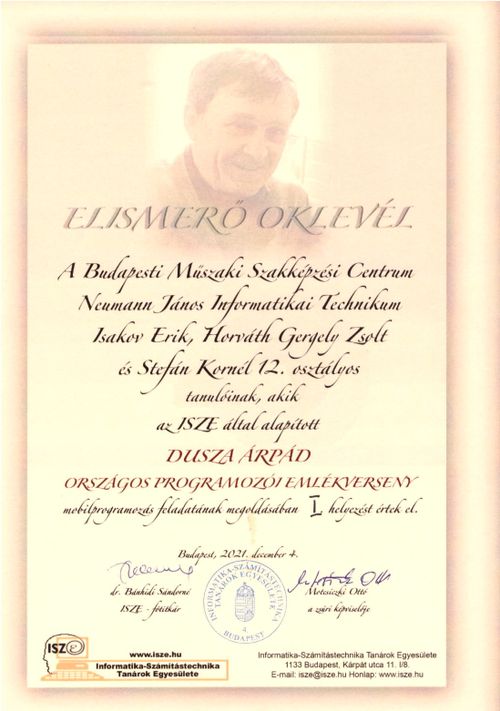 ELISMERŐ OKLEVÉL
A Budapesti Műszaki Szakképzési Centrum
Neumann János Informatikai Technikum
Isakov Erik, Horváth Gergely Zsolt
és Stefán Kornél 12. osztályos
tanulóinak, akik
az ISZE által alapított
DUSZA ÁRPÁD
ORSZÁGOS PROGRAMOZÓI EMLÉKVERSENY
mobilprogramozás feladatának megoldásában I. helyezést értek el.
Budapest, 2021. december 4.
dr. Bánhidi Sándorné
ISZE - főtitkár
INFORMATIKA-SZÁMÍTÁSTECHNIKA
TANÁROK EGYESÜLETE
4
BUDAPEST
Motesiczki Ottó
a zsűri képviselője
ISZE
www.isze.hu
Informatika-Számítástechnika
Tanárok Egyesülete
Informatika-Számítástechnika Tanárok Egyesülete
1133 Budapest, Kárpát utca 11. I/8.
E-mail: isze@isze.hu Honlap: www.isze.hu